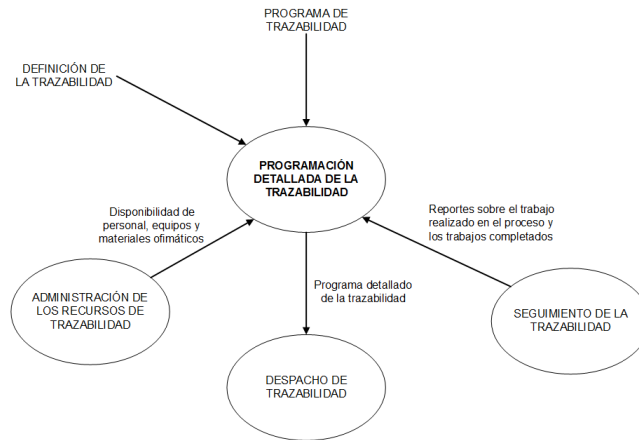 PROGRAMA DE
TRAZABILIDAD
DEFINICIÓN DE
LA TRAZABILIDAD
PROGRAMACIÓN
DETALLADA DE LA
TRAZABILIDAD
Disponibilidad de
personal, equipos y
materiales ofimáticos
Reportes sobre el trabajo
realizado en el proceso y
los trabajos completados
ADMINISTRACIÓN DE
LOS RECURSOS DE
TRAZABILIDAD
Programa detallado
de la trazabilidad
SEGUIMIENTO DE LA
TRAZABILIDAD
DESPACHO DE
TRAZABILIDAD